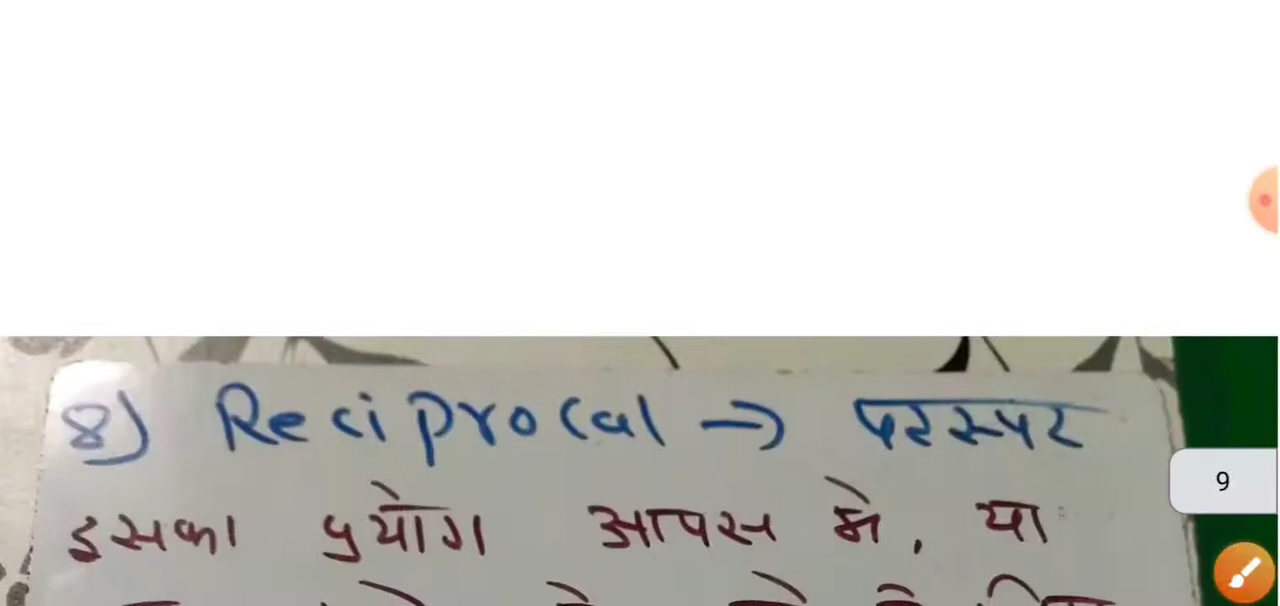 8) Reciprocal → परस्पर
इसका प्रयोग आपस मे, या
9